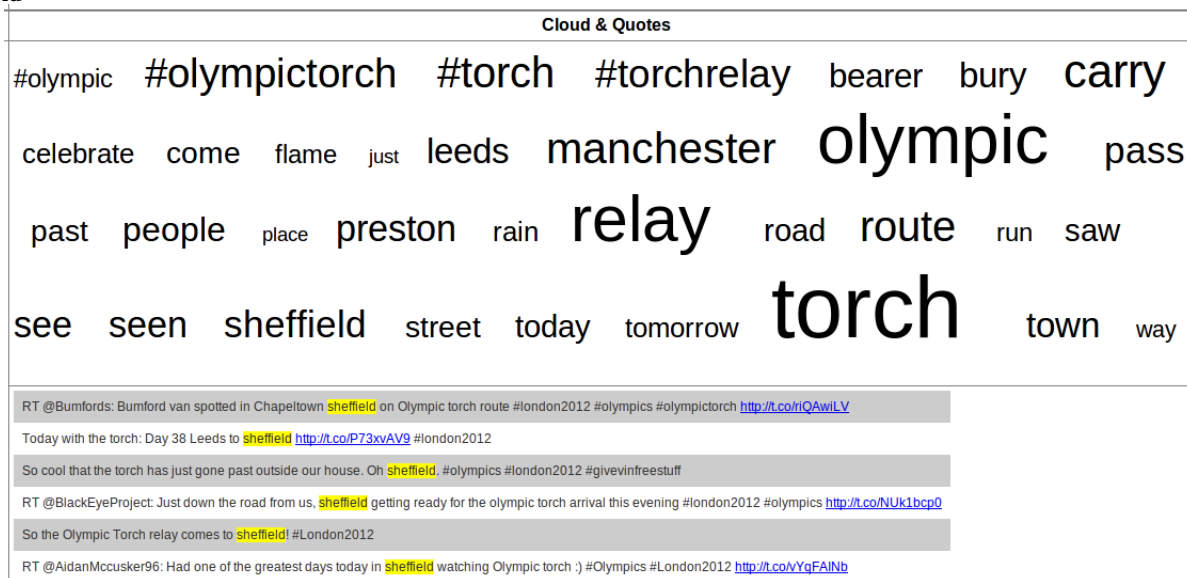 Cloud & Quotes
#olympic #olympictorch #torch #torchrelay bearer bury carry
celebrate come flame just leeds manchester olympic pass
past people place preston rain relay road route run saw
see seen sheffield street today tomorrow torch town way
RT @Bumfords: Bumford van spotted in Chapeltown sheffield on Olympic torch route #london2012 #olympics #olympictorch http://t.co/riQAwiLV
Today with the torch: Day 38 Leeds to sheffield http://t.co/P73xvAV9 #london2012
So cool that the torch has just gone past outside our house. Oh sheffield. #olympics #london2012 #givevinfreestuff
RT @BlackEyeProject: Just down the road from us, sheffield getting ready for the olympic torch arrival this evening #london2012 #olympics http://t.co/NUk1bcp0
So the Olympic Torch relay comes to sheffield! #London2012
RT @AidanMccusker96: Had one of the greatest days today in sheffield watching Olympic torch :) #Olympics #London2012 http://t.co/vYqFAINb